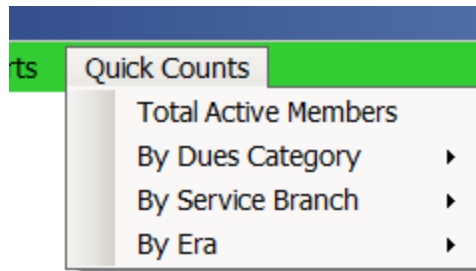 rts Quick Counts
Total Active Members
By Dues Category
By Service Branch
By Era